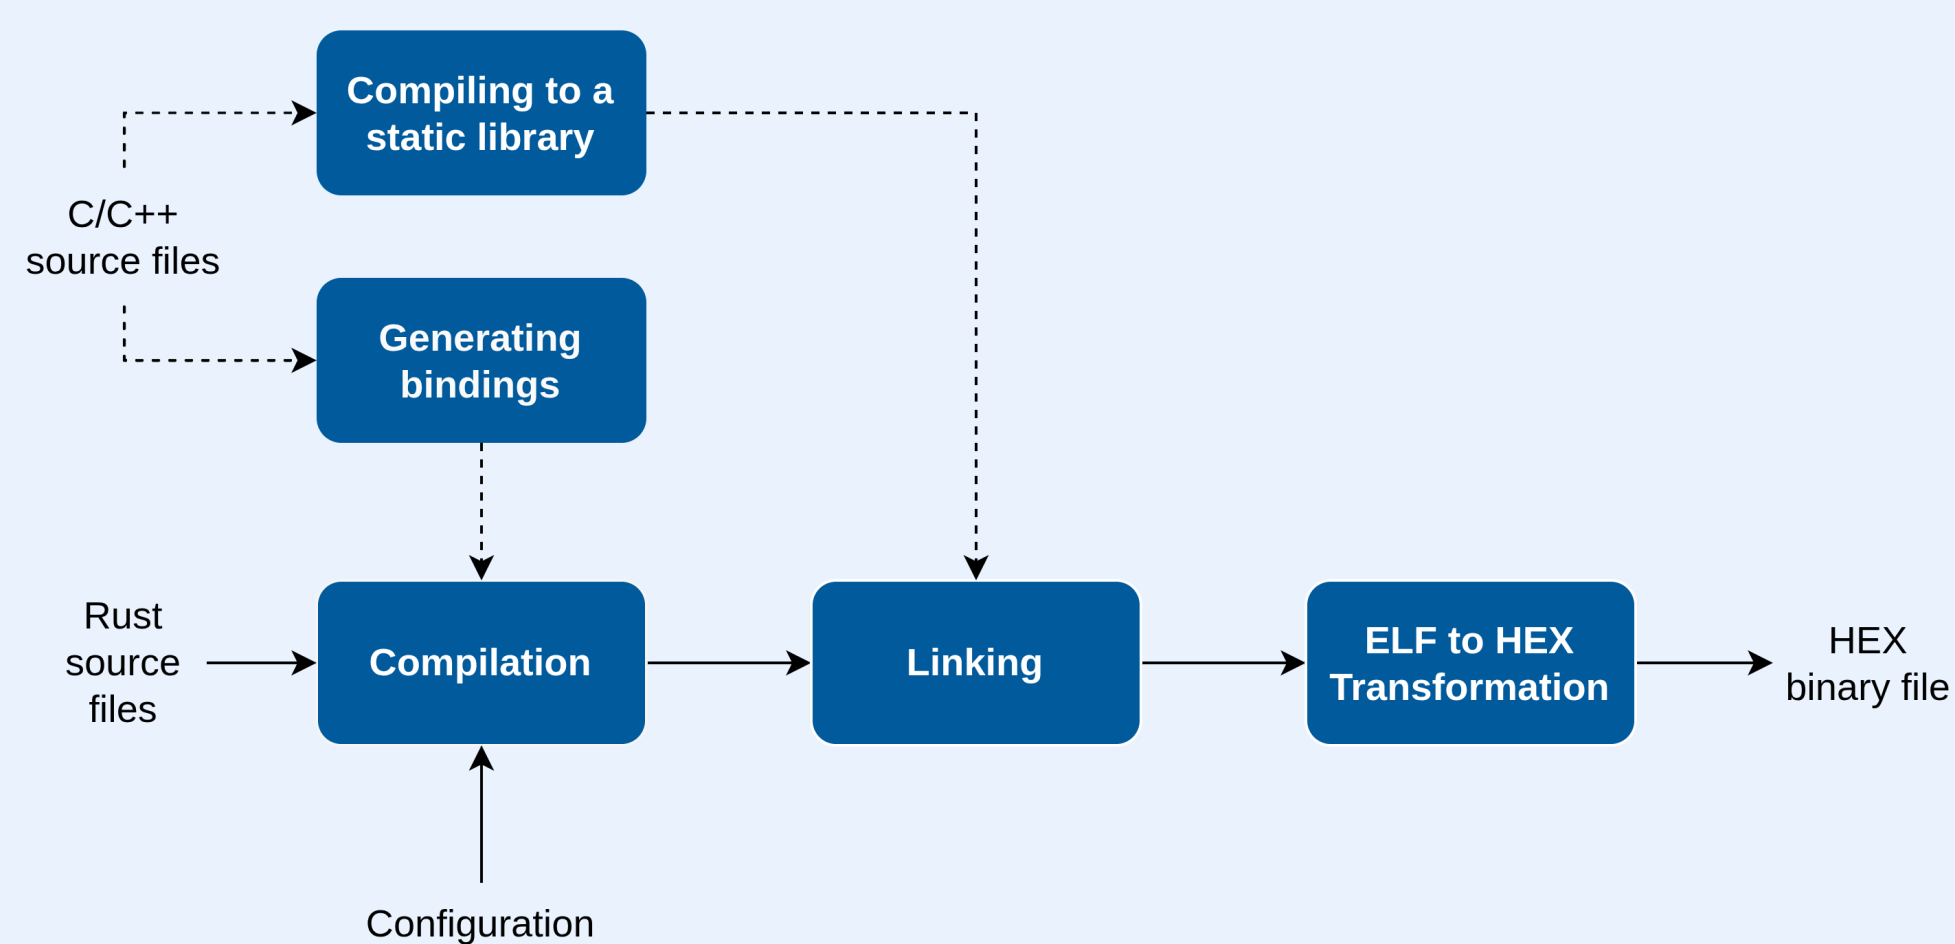 Compiling to a
static library
C/C++
source files
Generating
bindings
Rust
source
files
Compilation
Linking
ELF to HEX
Transformation
HEX
binary file
Configuration